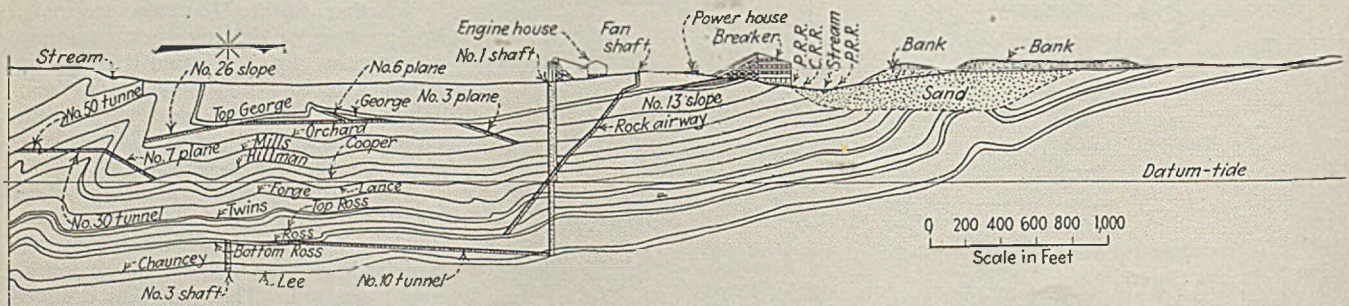 Stream
No. 26 slope
No. 50 tunnel
Top George
No. 6 plane
George
No. 3 plane
Engine house
No. 1 shaft
Fan shaft
Power house
Breaker
P.R.R.
C.R.R.
Stream
P.R.R.
Bank
Bank
Sand
No. 13 slope
Rock airway
Orchard
Mills
Hillman
Cooper
No. 7 plane
Forge
Lance
Datum-tide
No. 30 tunnel
Twins
Top Ross
Ross
Bottom Ross
Chauncey
No. 3 shaft
Lee
No. 10 tunnel
0 200 400 600 800 1,000
Scale in Feet